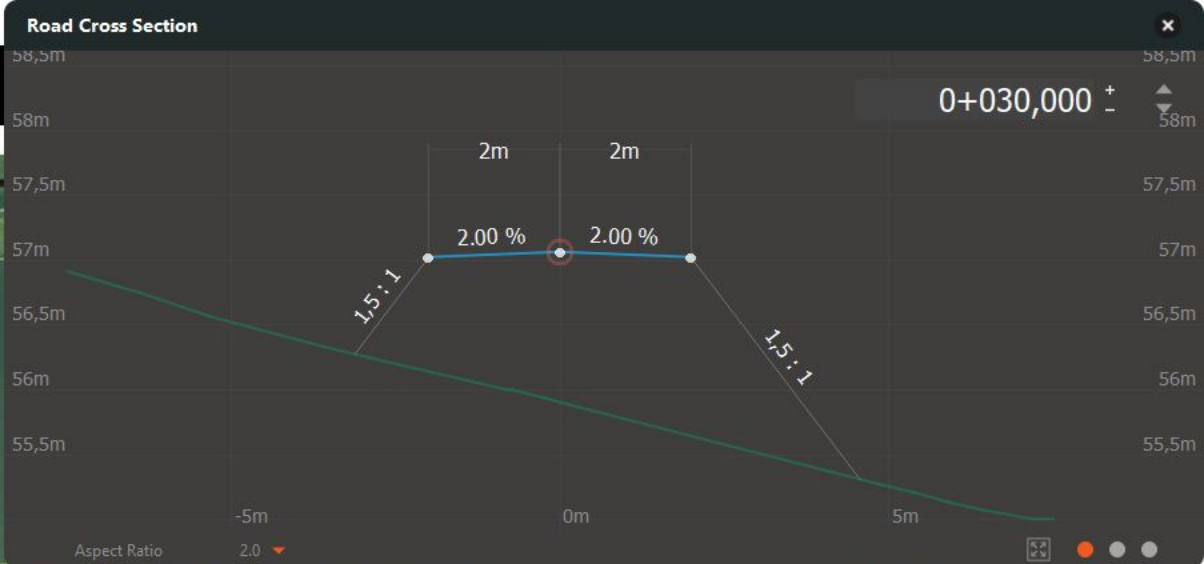 Road Cross Section
58,5m 58,5m
0+030,000 + -
58m 58m
2m 2m
57,5m 57,5m
2.00 % 2.00 %
57m 57m
1,5 : 1
56,5m 56,5m
1,5 : 1
56m 56m
55,5m 55,5m
-5m 0m 5m
Aspect Ratio 2.0